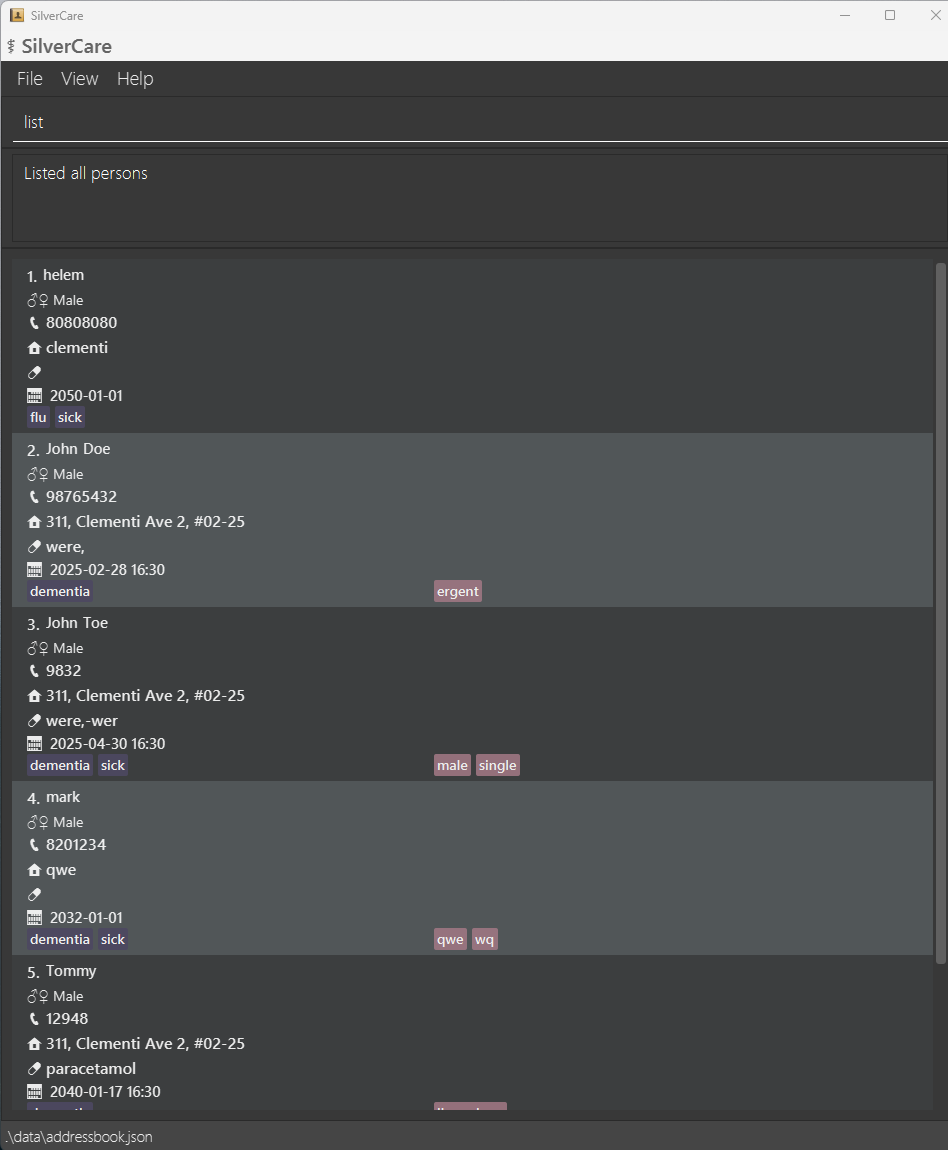 SilverCare
SilverCare
File View Help
list
Listed all persons
1. helem
Male
80808080
clementi
2050-01-01
flu sick
2. John Doe
Male
98765432
311, Clementi Ave 2, #02-25
were,
2025-02-28 16:30
dementia ergent
3. John Toe
Male
9832
311, Clementi Ave 2, #02-25
were,-wer
2025-04-30 16:30
dementia sick male single
4. mark
Male
8201234
qwe
2032-01-01
dementia sick qwe wq
5. Tommy
Male
12948
311, Clementi Ave 2, #02-25
paracetamol
2040-01-17 16:30
.\data\addressbook.json